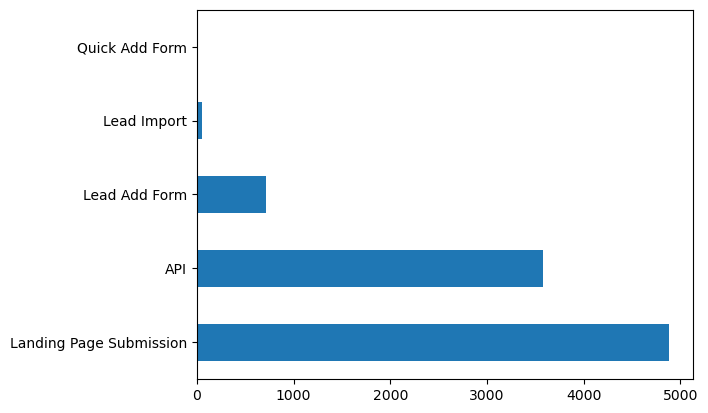 Quick Add Form
Lead Import
Lead Add Form
API
Landing Page Submission
0 1000 2000 3000 4000 5000